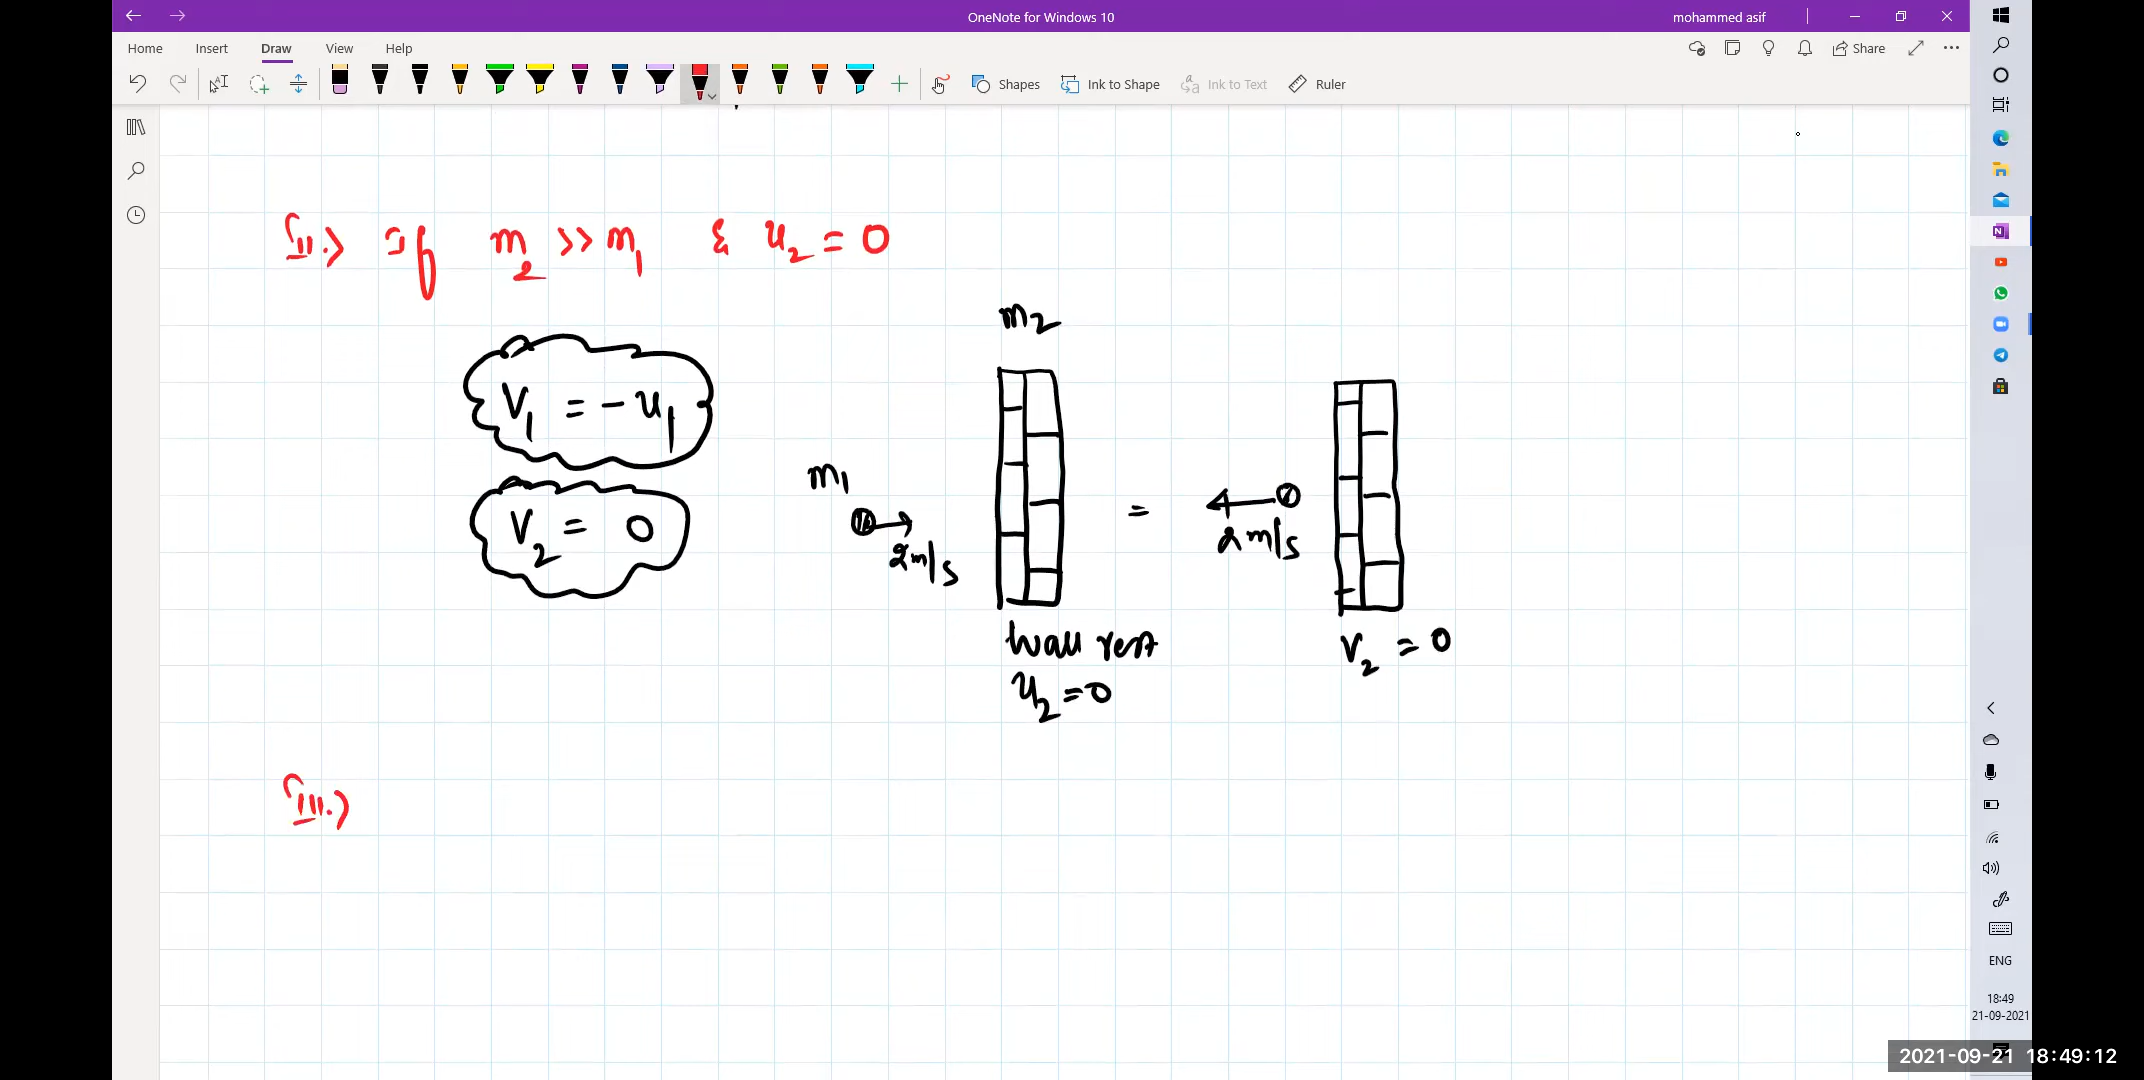 OneNote for Windows 10
mohammed asif
Home Insert Draw View Help
Share
Shapes Ink to Shape Ink to Text Ruler
II.) If m₂ >> m₁ & u₂ = 0
m₂
V₁ = - u₁
m₁
V₂ = 0
=
2m/s
2m/s
wall rest
V₂ = 0
u₂ = 0
III.)
ENG
18:49
21-09-2021
2021-09-21 18:49:12